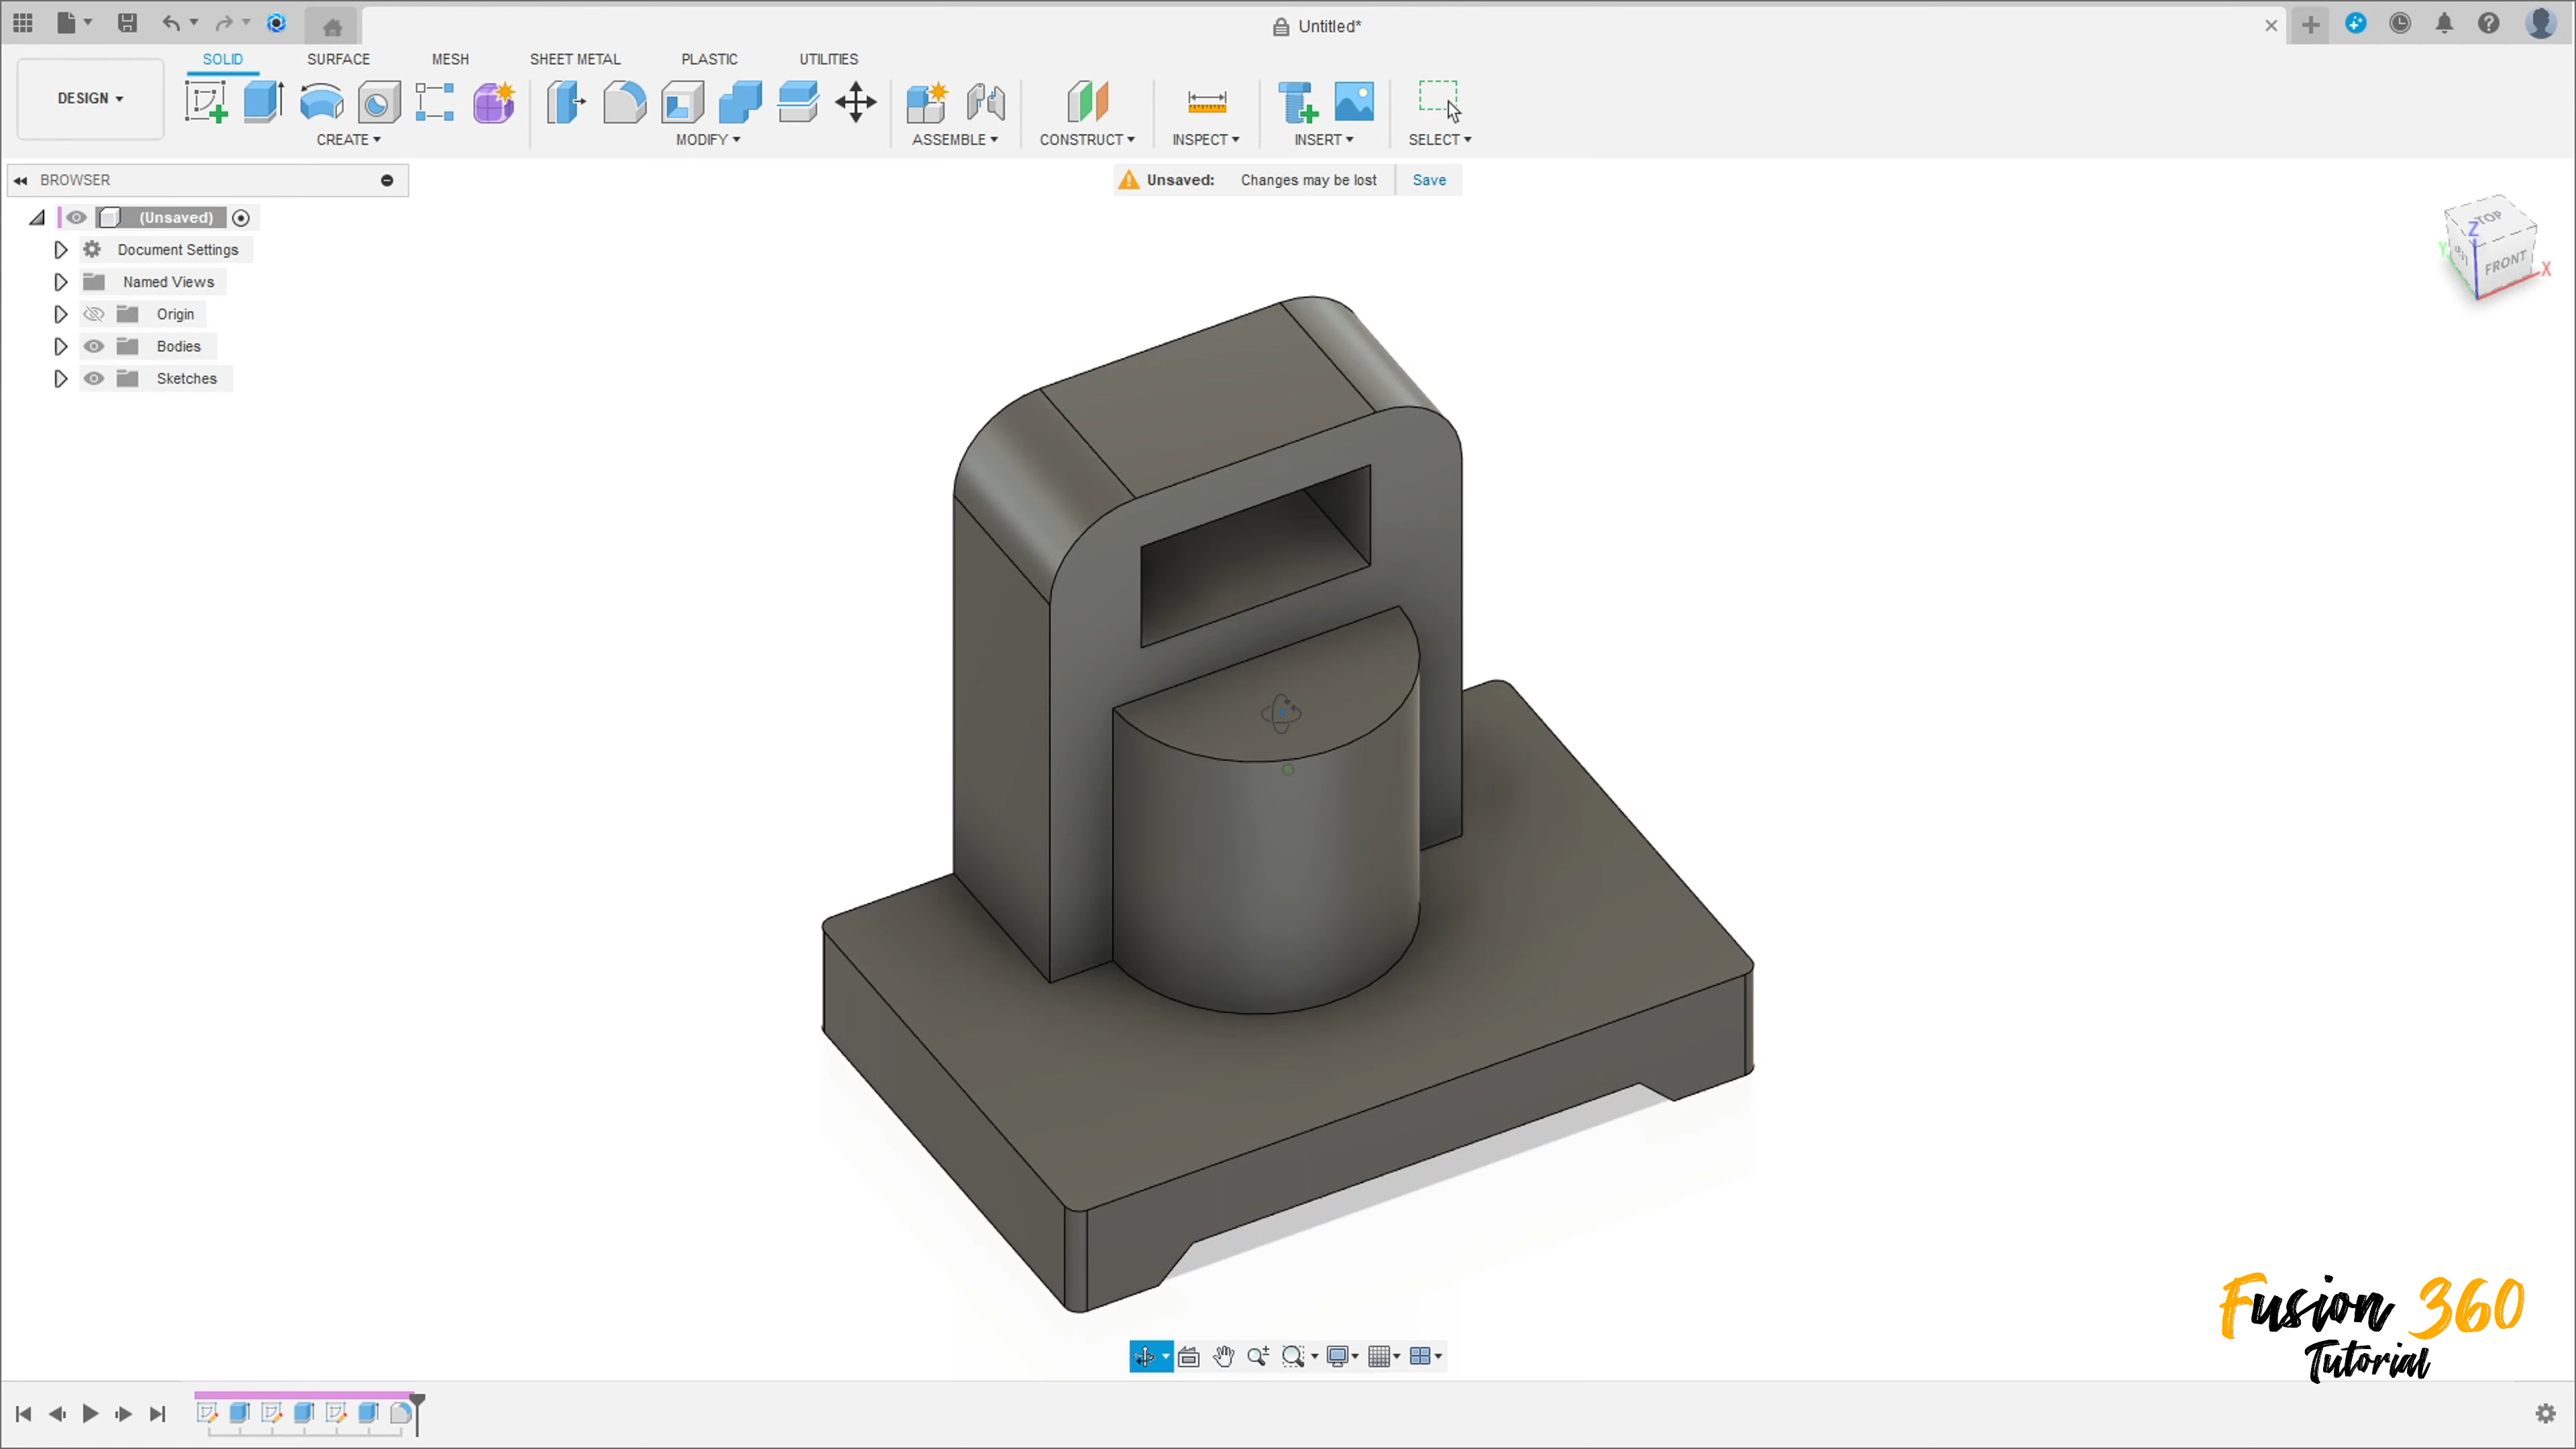 Untitled*
SOLID SURFACE MESH SHEET METAL PLASTIC UTILITIES
DESIGN
CREATE MODIFY ASSEMBLE CONSTRUCT INSPECT INSERT SELECT
BROWSER
Unsaved: Changes may be lost Save
(Unsaved)
Document Settings
Named Views
Origin
Bodies
Sketches
TOP
Z
Y
FRONT
X
Fusion 360
Tutorial